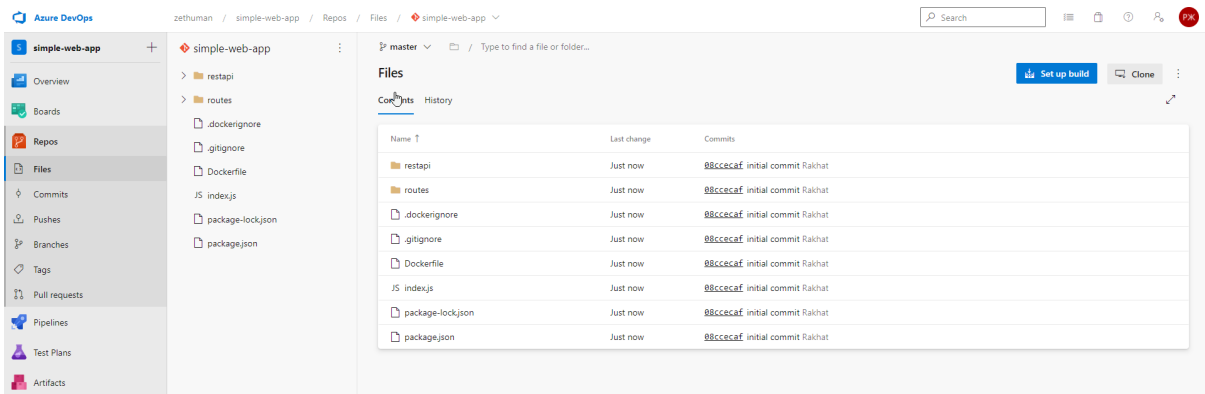 Azure DevOps
zethuman / simple-web-app / Repos / Files / simple-web-app
Search
РЖ
S simple-web-app
Overview
Boards
Repos
Files
Commits
Pushes
Branches
Tags
Pull requests
Pipelines
Test Plans
Artifacts
simple-web-app
restapi
routes
.dockerignore
.gitignore
Dockerfile
JS index.js
package-lock.json
package.json
master / Type to find a file or folder...
Files
Set up build
Clone
Contents History
Name ↑ Last change Commits
restapi Just now 08ccecaf initial commit Rakhat
routes Just now 08ccecaf initial commit Rakhat
.dockerignore Just now 08ccecaf initial commit Rakhat
.gitignore Just now 08ccecaf initial commit Rakhat
Dockerfile Just now 08ccecaf initial commit Rakhat
JS index.js Just now 08ccecaf initial commit Rakhat
package-lock.json Just now 08ccecaf initial commit Rakhat
package.json Just now 08ccecaf initial commit Rakhat